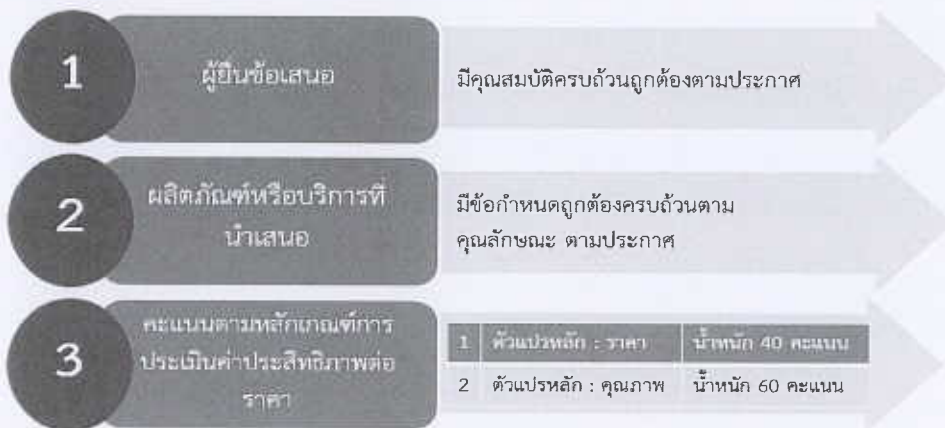 1
ผู้ยื่นข้อเสนอ
มีคุณสมบัติครบถ้วนถูกต้องตามประกาศ
2
ผลิตภัณฑ์หรือบริการที่
นำเสนอ
มีข้อกำหนดถูกต้องครบถ้วนตาม
คุณลักษณะ ตามประกาศ
3
คะแนนตามหลักเกณฑ์การ
ประเมินค่าประสิทธิภาพต่อ
ราคา
1 ตัวแปรหลัก : ราคา น้ำหนัก 40 คะแนน
2 ตัวแปรหลัก : คุณภาพ น้ำหนัก 60 คะแนน